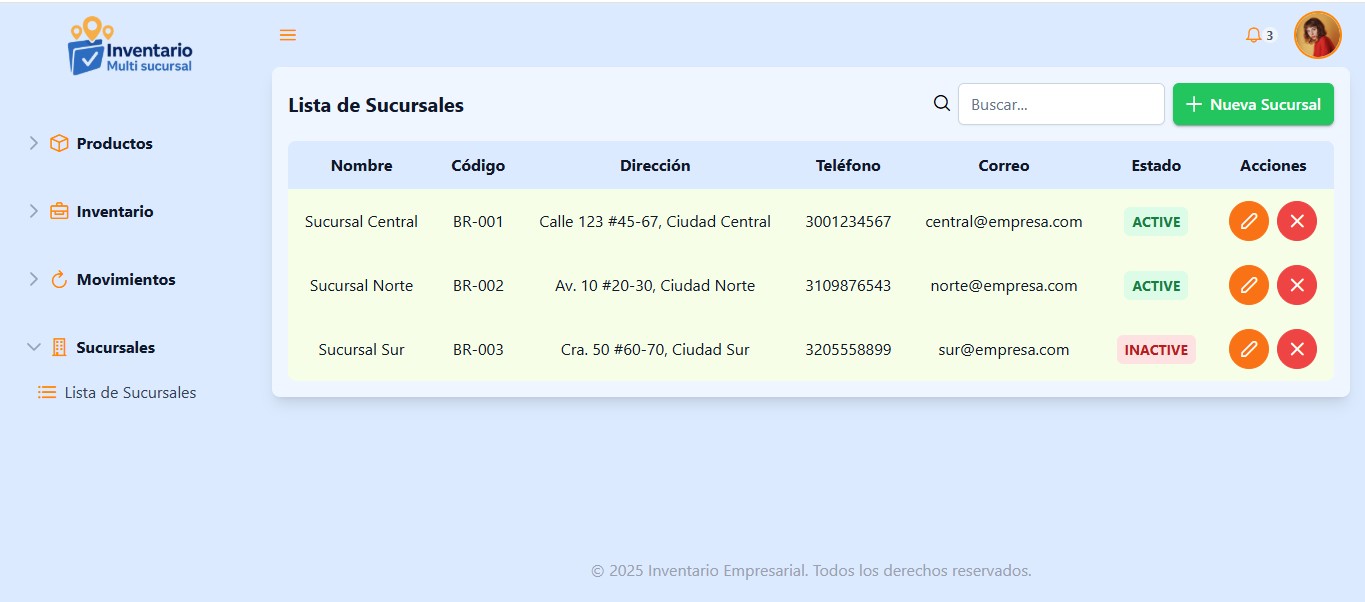 Inventario
Multi sucursal
3
Productos
Inventario
Movimientos
Sucursales
Lista de Sucursales
Lista de Sucursales
Buscar...
Nueva Sucursal
Nombre Código Dirección Teléfono Correo Estado Acciones
Sucursal Central BR-001 Calle 123 #45-67, Ciudad Central 3001234567 central@empresa.com ACTIVE
Sucursal Norte BR-002 Av. 10 #20-30, Ciudad Norte 3109876543 norte@empresa.com ACTIVE
Sucursal Sur BR-003 Cra. 50 #60-70, Ciudad Sur 3205558899 sur@empresa.com INACTIVE
© 2025 Inventario Empresarial. Todos los derechos reservados.